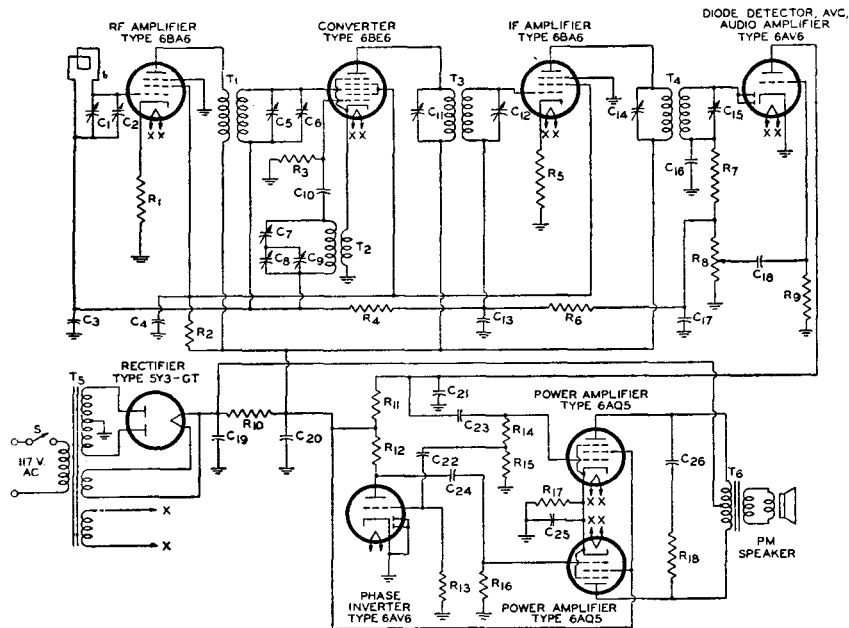 RF AMPLIFIER
TYPE 6BA6
CONVERTER
TYPE 6BE6
IF AMPLIFIER
TYPE 6BA6
DIODE DETECTOR, AVC,
AUDIO AMPLIFIER
TYPE 6AV6
T1
T3
T4
C1
C2
X X
C5
C6
X X
C11
C12
X X
C14
C15
X X
R3
C10
R1
R5
C16
R7
C7
C8
C9
T2
R8
C18
R9
C3
C4
R2
R4
C13
R6
C17
T5
RECTIFIER
TYPE 5Y3-GT
S
117 V.
AC
C19
R10
C20
X
X
R11
C21
C23
R12
C22
C24
R14
R15
POWER AMPLIFIER
TYPE 6AQ5
X X
R17
C25
X X
C26
T6
R18
PM
SPEAKER
R13
R16
PHASE
INVERTER
TYPE 6AV6
POWER AMPLIFIER
TYPE 6AQ5